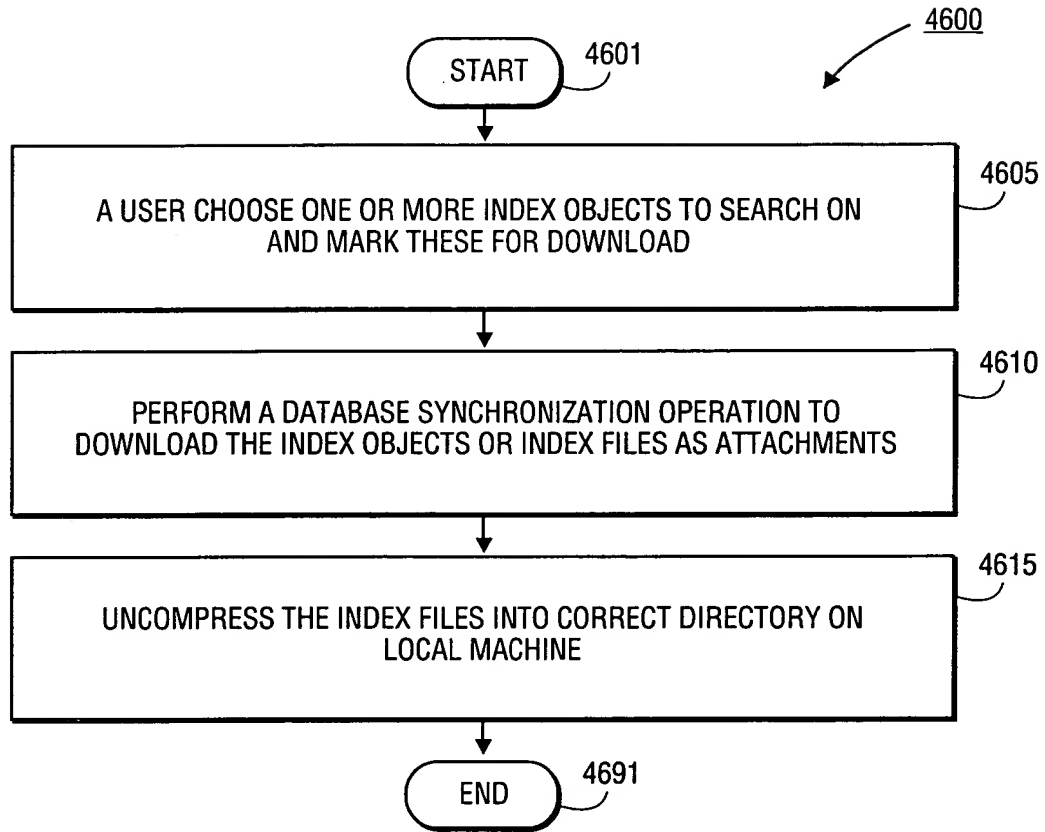 4600
START
4601
4605
A USER CHOOSE ONE OR MORE INDEX OBJECTS TO SEARCH ON
AND MARK THESE FOR DOWNLOAD
4610
PERFORM A DATABASE SYNCHRONIZATION OPERATION TO
DOWNLOAD THE INDEX OBJECTS OR INDEX FILES AS ATTACHMENTS
4615
UNCOMPRESS THE INDEX FILES INTO CORRECT DIRECTORY ON
LOCAL MACHINE
END
4691